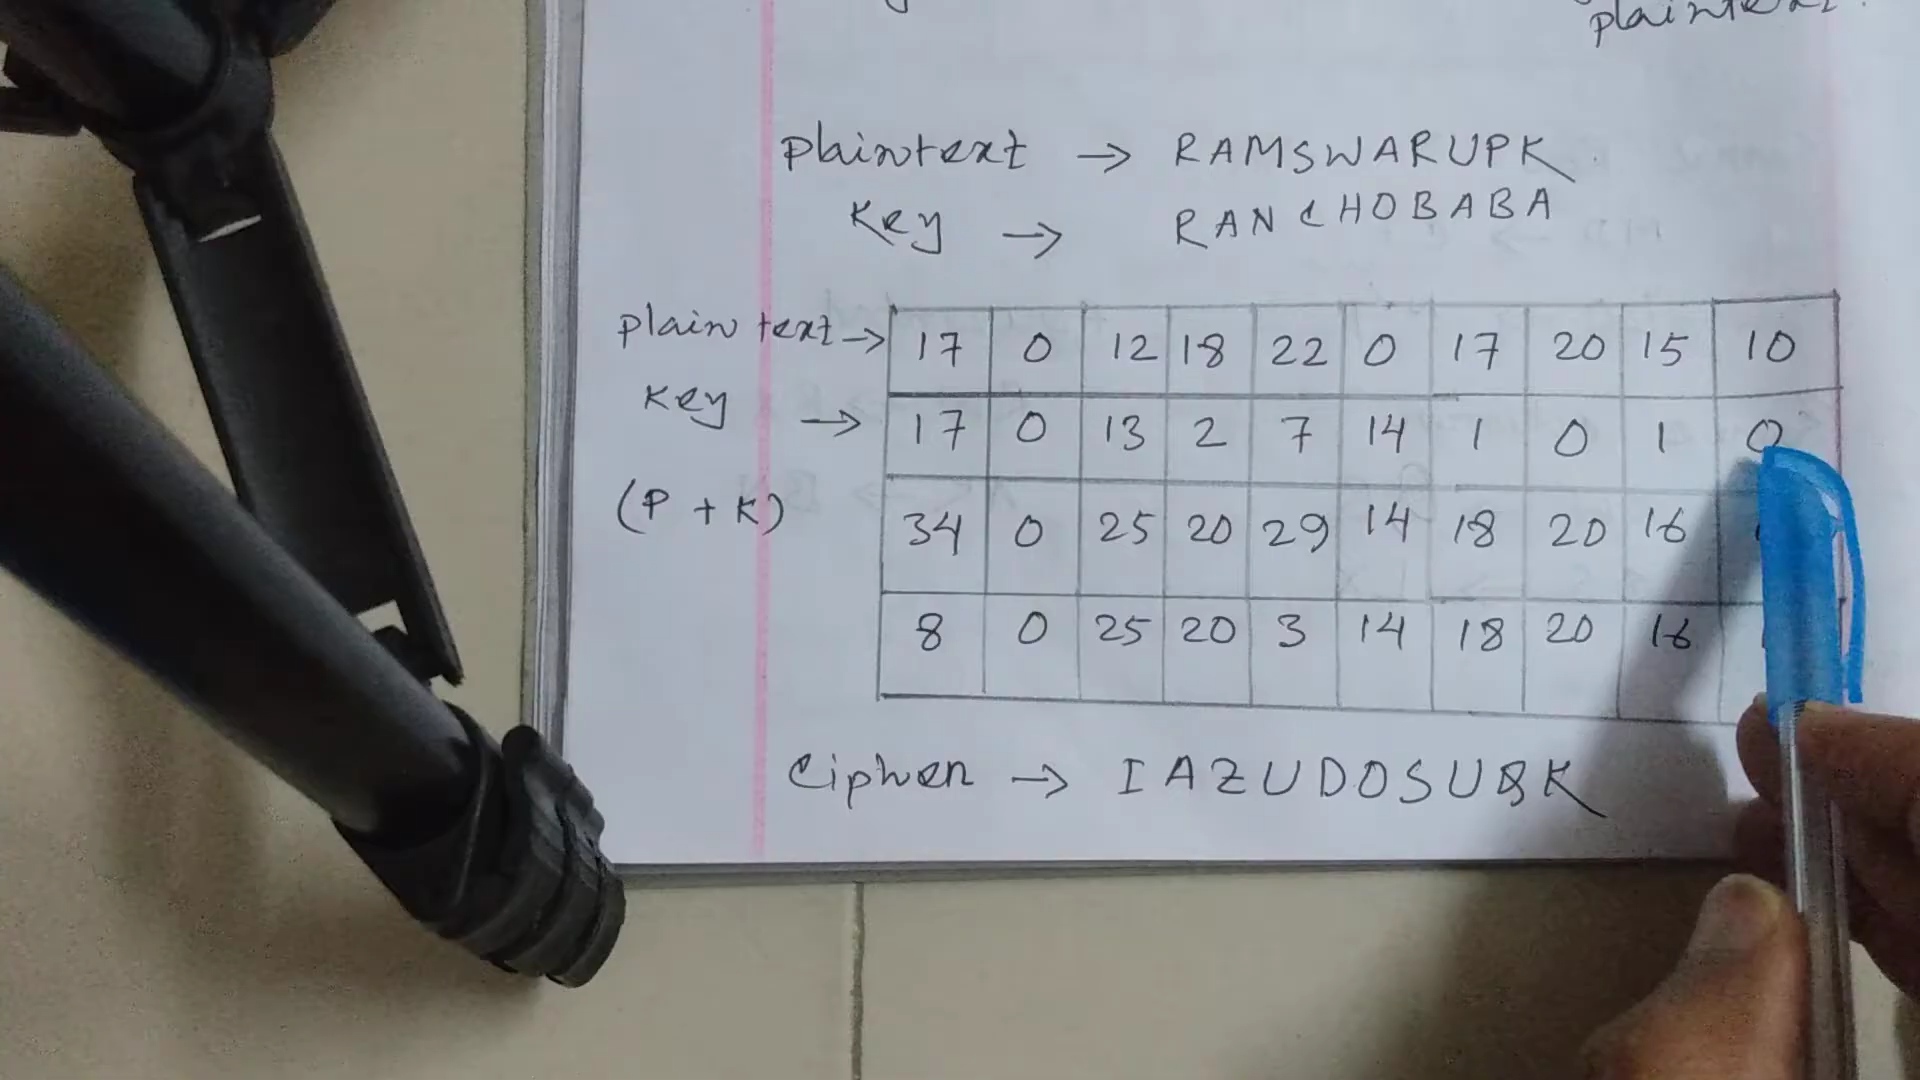 plaintext.
Plaintext → RAMSWARUPK
Key → RANCHOBABA
plain text → 17 0 12 18 22 0 17 20 15 10
Key → 17 0 13 2 7 14 1 0 1 0
(P + K) 34 0 25 20 29 14 18 20 16
8 0 25 20 3 14 18 20 16
Cipher → IAZUDOSUQK